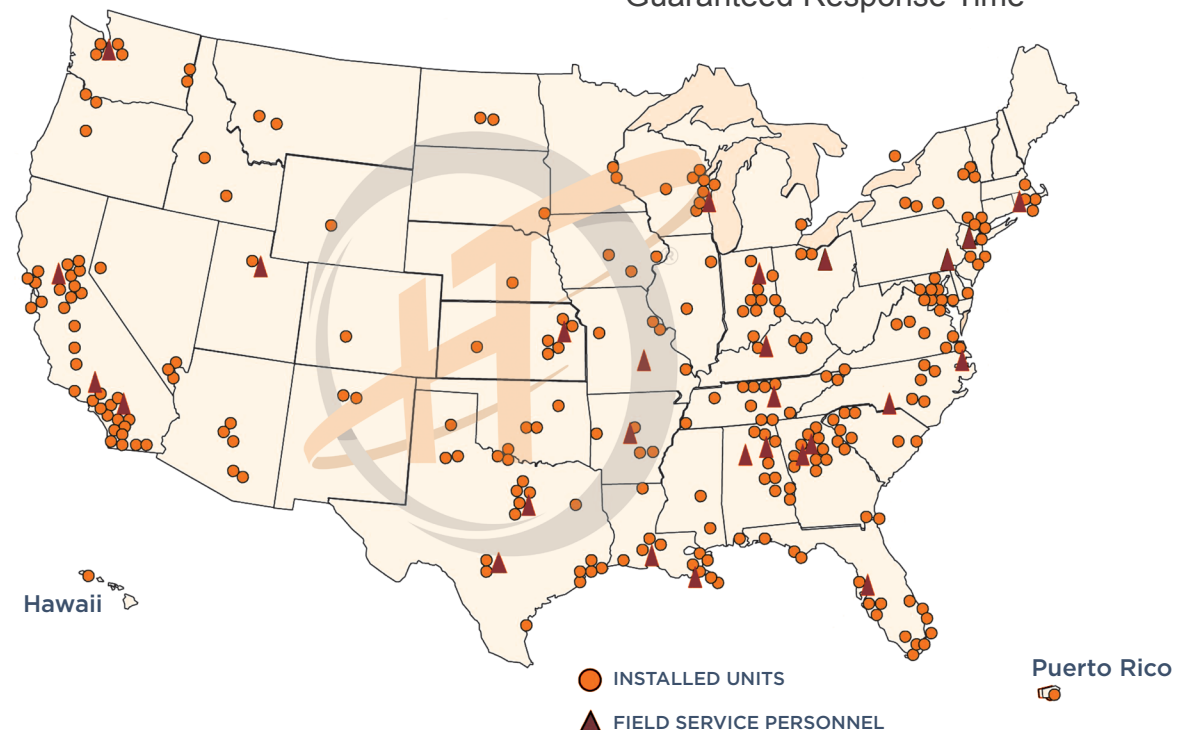 Guaranteed Response Time
®
Hawaii
Puerto Rico
INSTALLED UNITS
FIELD SERVICE PERSONNEL